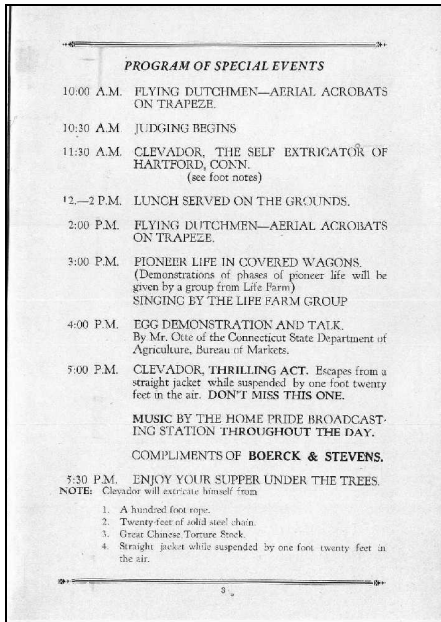 PROGRAM OF SPECIAL EVENTS
10:00 A.M. FLYING DUTCHMEN—AERIAL ACROBATS
ON TRAPEZE.
10:30 A.M JUDGING BEGINS
11:30 A.M. CLEVADOR, THE SELF EXTRICATOR OF
HARTFORD, CONN.
(see foot notes)
12.—2 P.M. LUNCH SERVED ON THE GROUNDS.
2:00 P.M. FLYING DUTCHMEN—AERIAL ACROBATS
ON TRAPEZE.
3:00 P.M. PIONEER LIFE IN COVERED WAGONS.
(Demonstrations of phases of pioneer life will be
given by a group from Life Farm)
SINGING BY THE LIFE FARM GROUP
4:00 P.M. EGG DEMONSTRATION AND TALK.
By Mr. Otte of the Connecticut State Department of
Agriculture, Bureau of Markets.
5:00 P.M. CLEVADOR, THRILLING ACT. Escapes from a
straight jacket while suspended by one foot twenty
feet in the air. DON'T MISS THIS ONE.
MUSIC BY THE HOME PRIDE BROADCAST-
ING STATION THROUGHOUT THE DAY.
COMPLIMENTS OF BOERCK & STEVENS.
5:30 P.M. ENJOY YOUR SUPPER UNDER THE TREES.
NOTE: Clevador will extricate himself from
1. A hundred foot rope.
2. Twenty-feet of solid steel chain.
3. Great Chinese Torture Stock.
4. Straight jacket while suspended by one foot twenty feet in
the air.
3